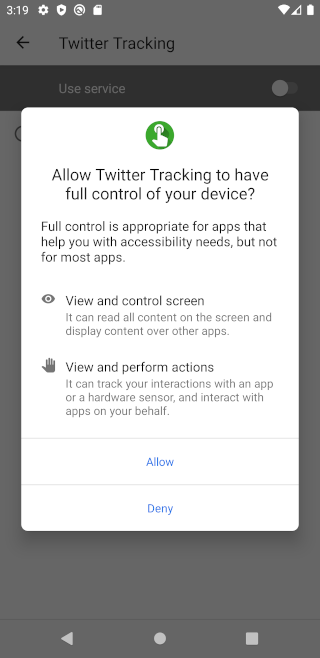 3:19
Twitter Tracking
Use service
Allow Twitter Tracking to have
full control of your device?
Full control is appropriate for apps that
help you with accessibility needs, but not
for most apps.
View and control screen
It can read all content on the screen and
display content over other apps.
View and perform actions
It can track your interactions with an app
or a hardware sensor, and interact with
apps on your behalf.
Allow
Deny